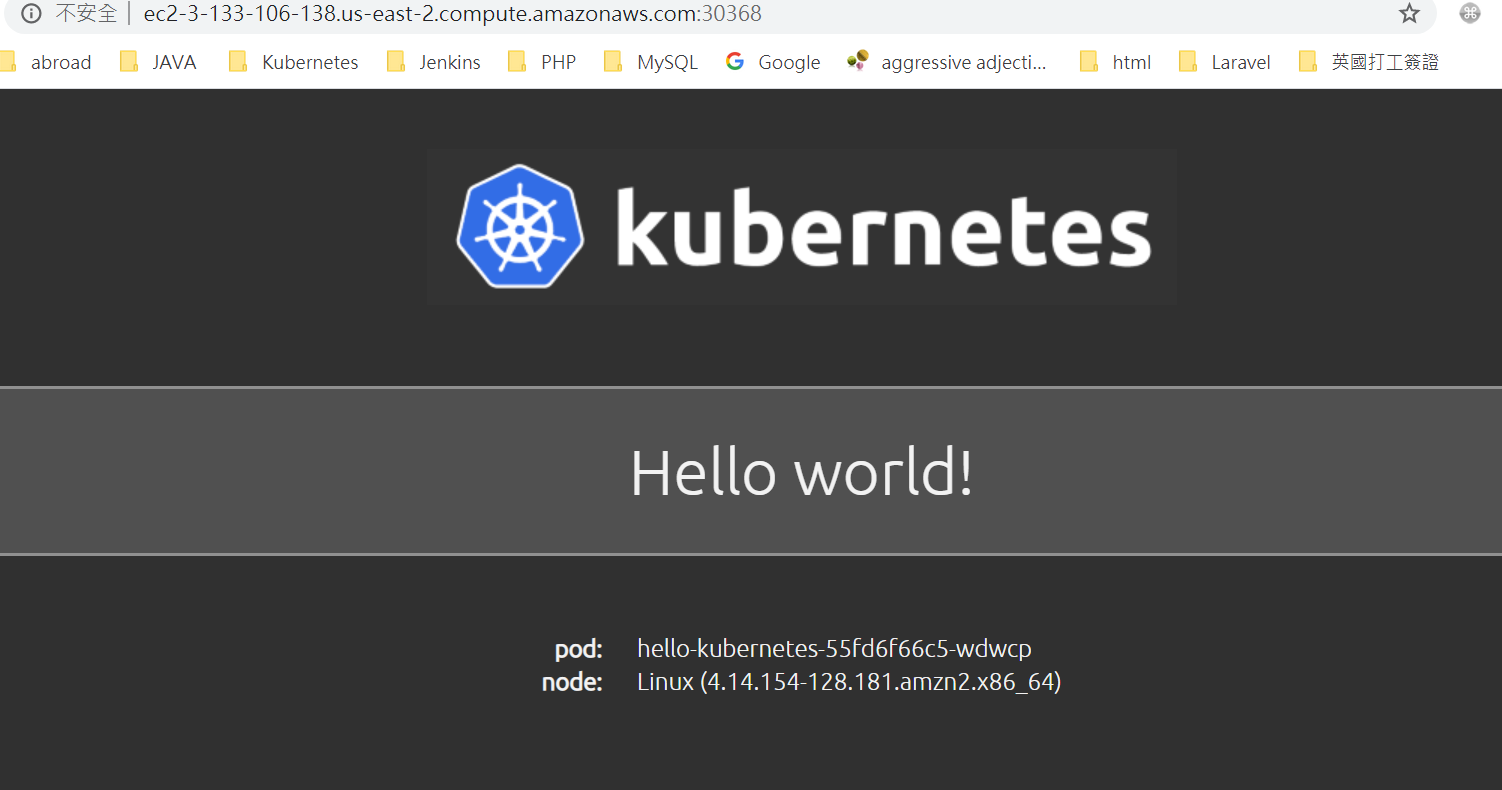 不安全 | ec2-3-133-106-138.us-east-2.compute.amazonaws.com:30368
abroad JAVA Kubernetes Jenkins PHP MySQL Google aggressive adjecti... html Laravel 英國打工簽證
kubernetes
Hello world!
pod: hello-kubernetes-55fd6f66c5-wdwcp
node: Linux (4.14.154-128.181.amzn2.x86_64)